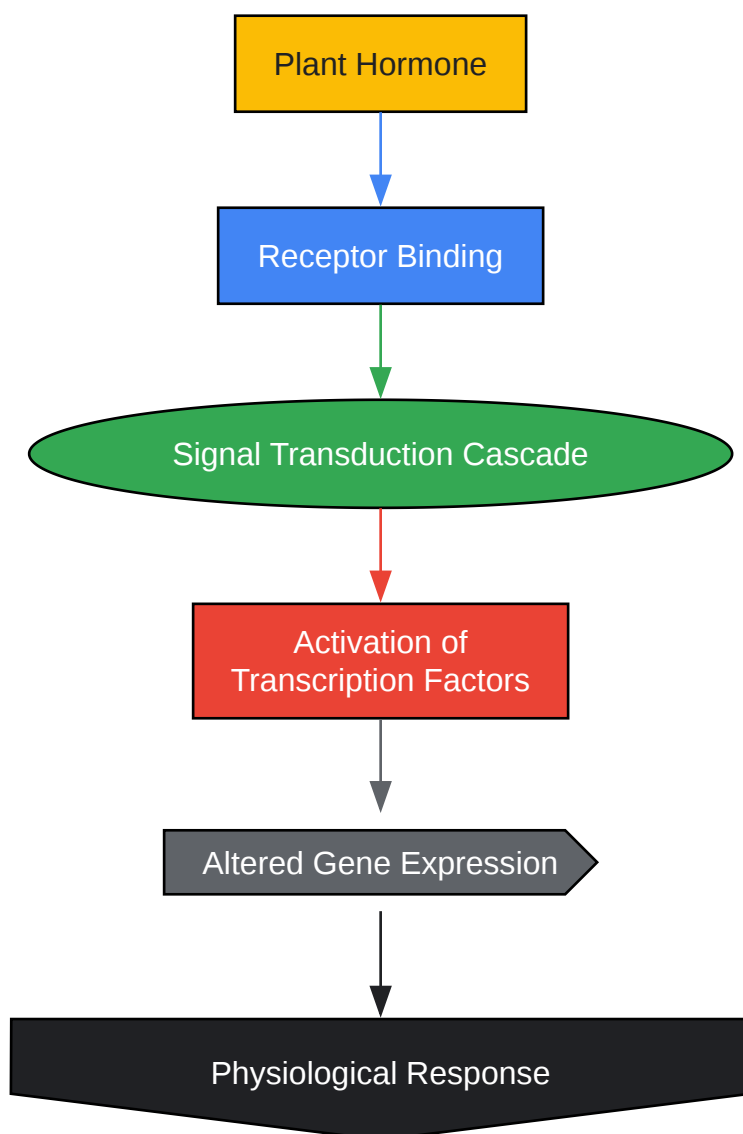 Plant Hormone
Receptor Binding
Signal Transduction Cascade
Activation of
Transcription Factors
Altered Gene Expression
Physiological Response